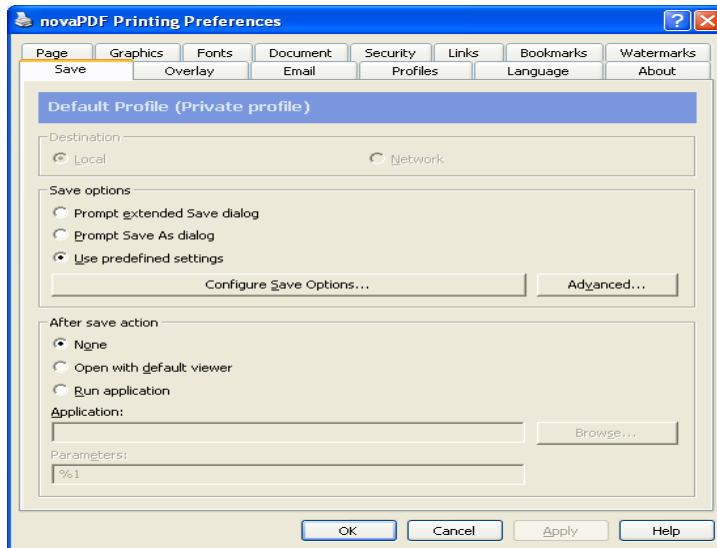 novaPDF Printing Preferences
Page Graphics Fonts Document Security Links Bookmarks Watermarks
Save Overlay Email Profiles Language About
Default Profile (Private profile)
Destination
Local Network
Save options
Prompt extended Save dialog
Prompt Save As dialog
Use predefined settings
Configure Save Options... Advanced...
After save action
None
Open with default viewer
Run application
Application:
Browse...
Parameters:
%1
OK Cancel Apply Help